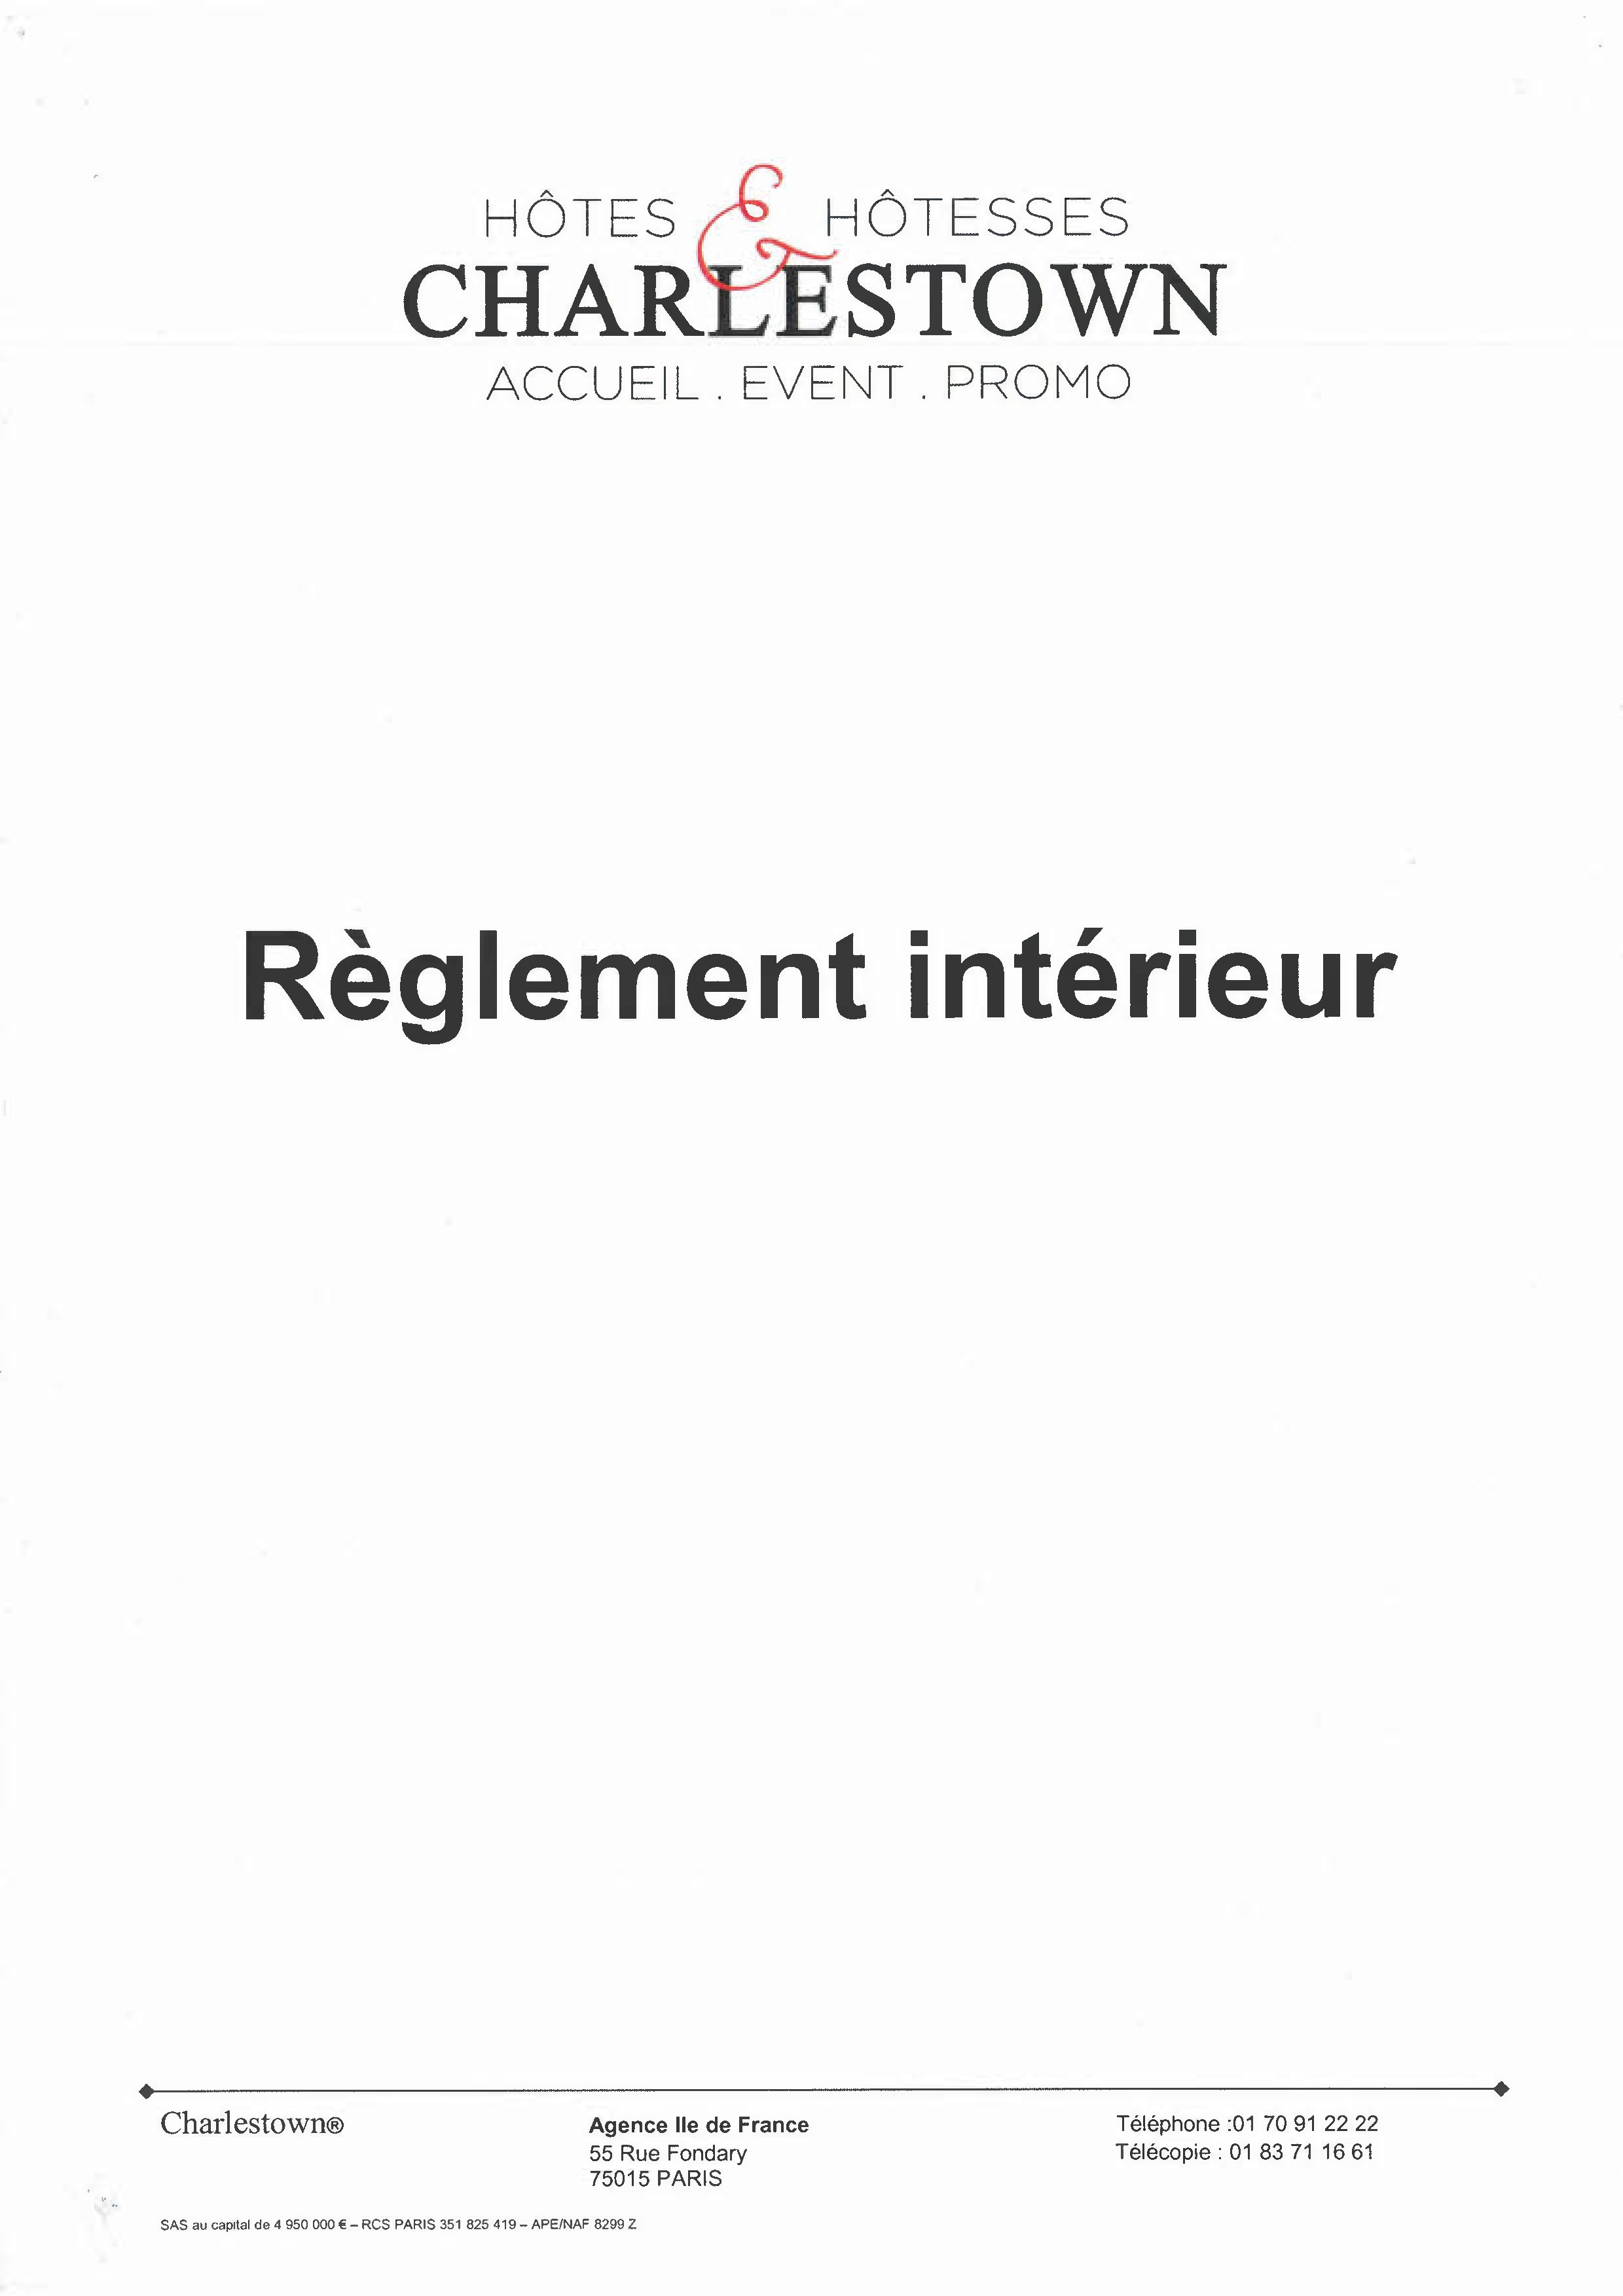 HÔTES & HÔTESSES
CHARLESTOWN
ACCUEIL . EVENT . PROMO
Règlement intérieur
Charlestown®
Agence Ile de France
55 Rue Fondary
75015 PARIS
Téléphone :01 70 91 22 22
Télécopie : 01 83 71 16 61
SAS au capital de 4 950 000 € – RCS PARIS 351 825 419 – APE/NAF 8299 Z